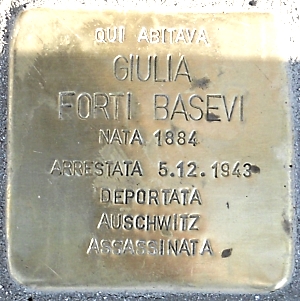 QUI ABITAVA
GIULIA
FORTI BASEVI
NATA 1884
ARRESTATA 5.12.1943
DEPORTATA
AUSCHWITZ
ASSASSINATA